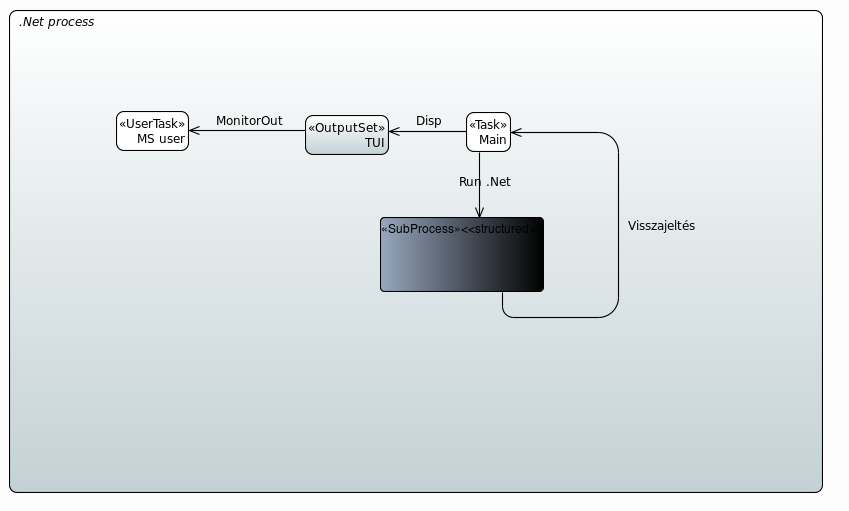 .Net process
«UserTask»
MS user
MonitorOut
«OutputSet»
TUI
Disp
«Task»
Main
Run .Net
«SubProcess»<<structured>>
Visszajeltés